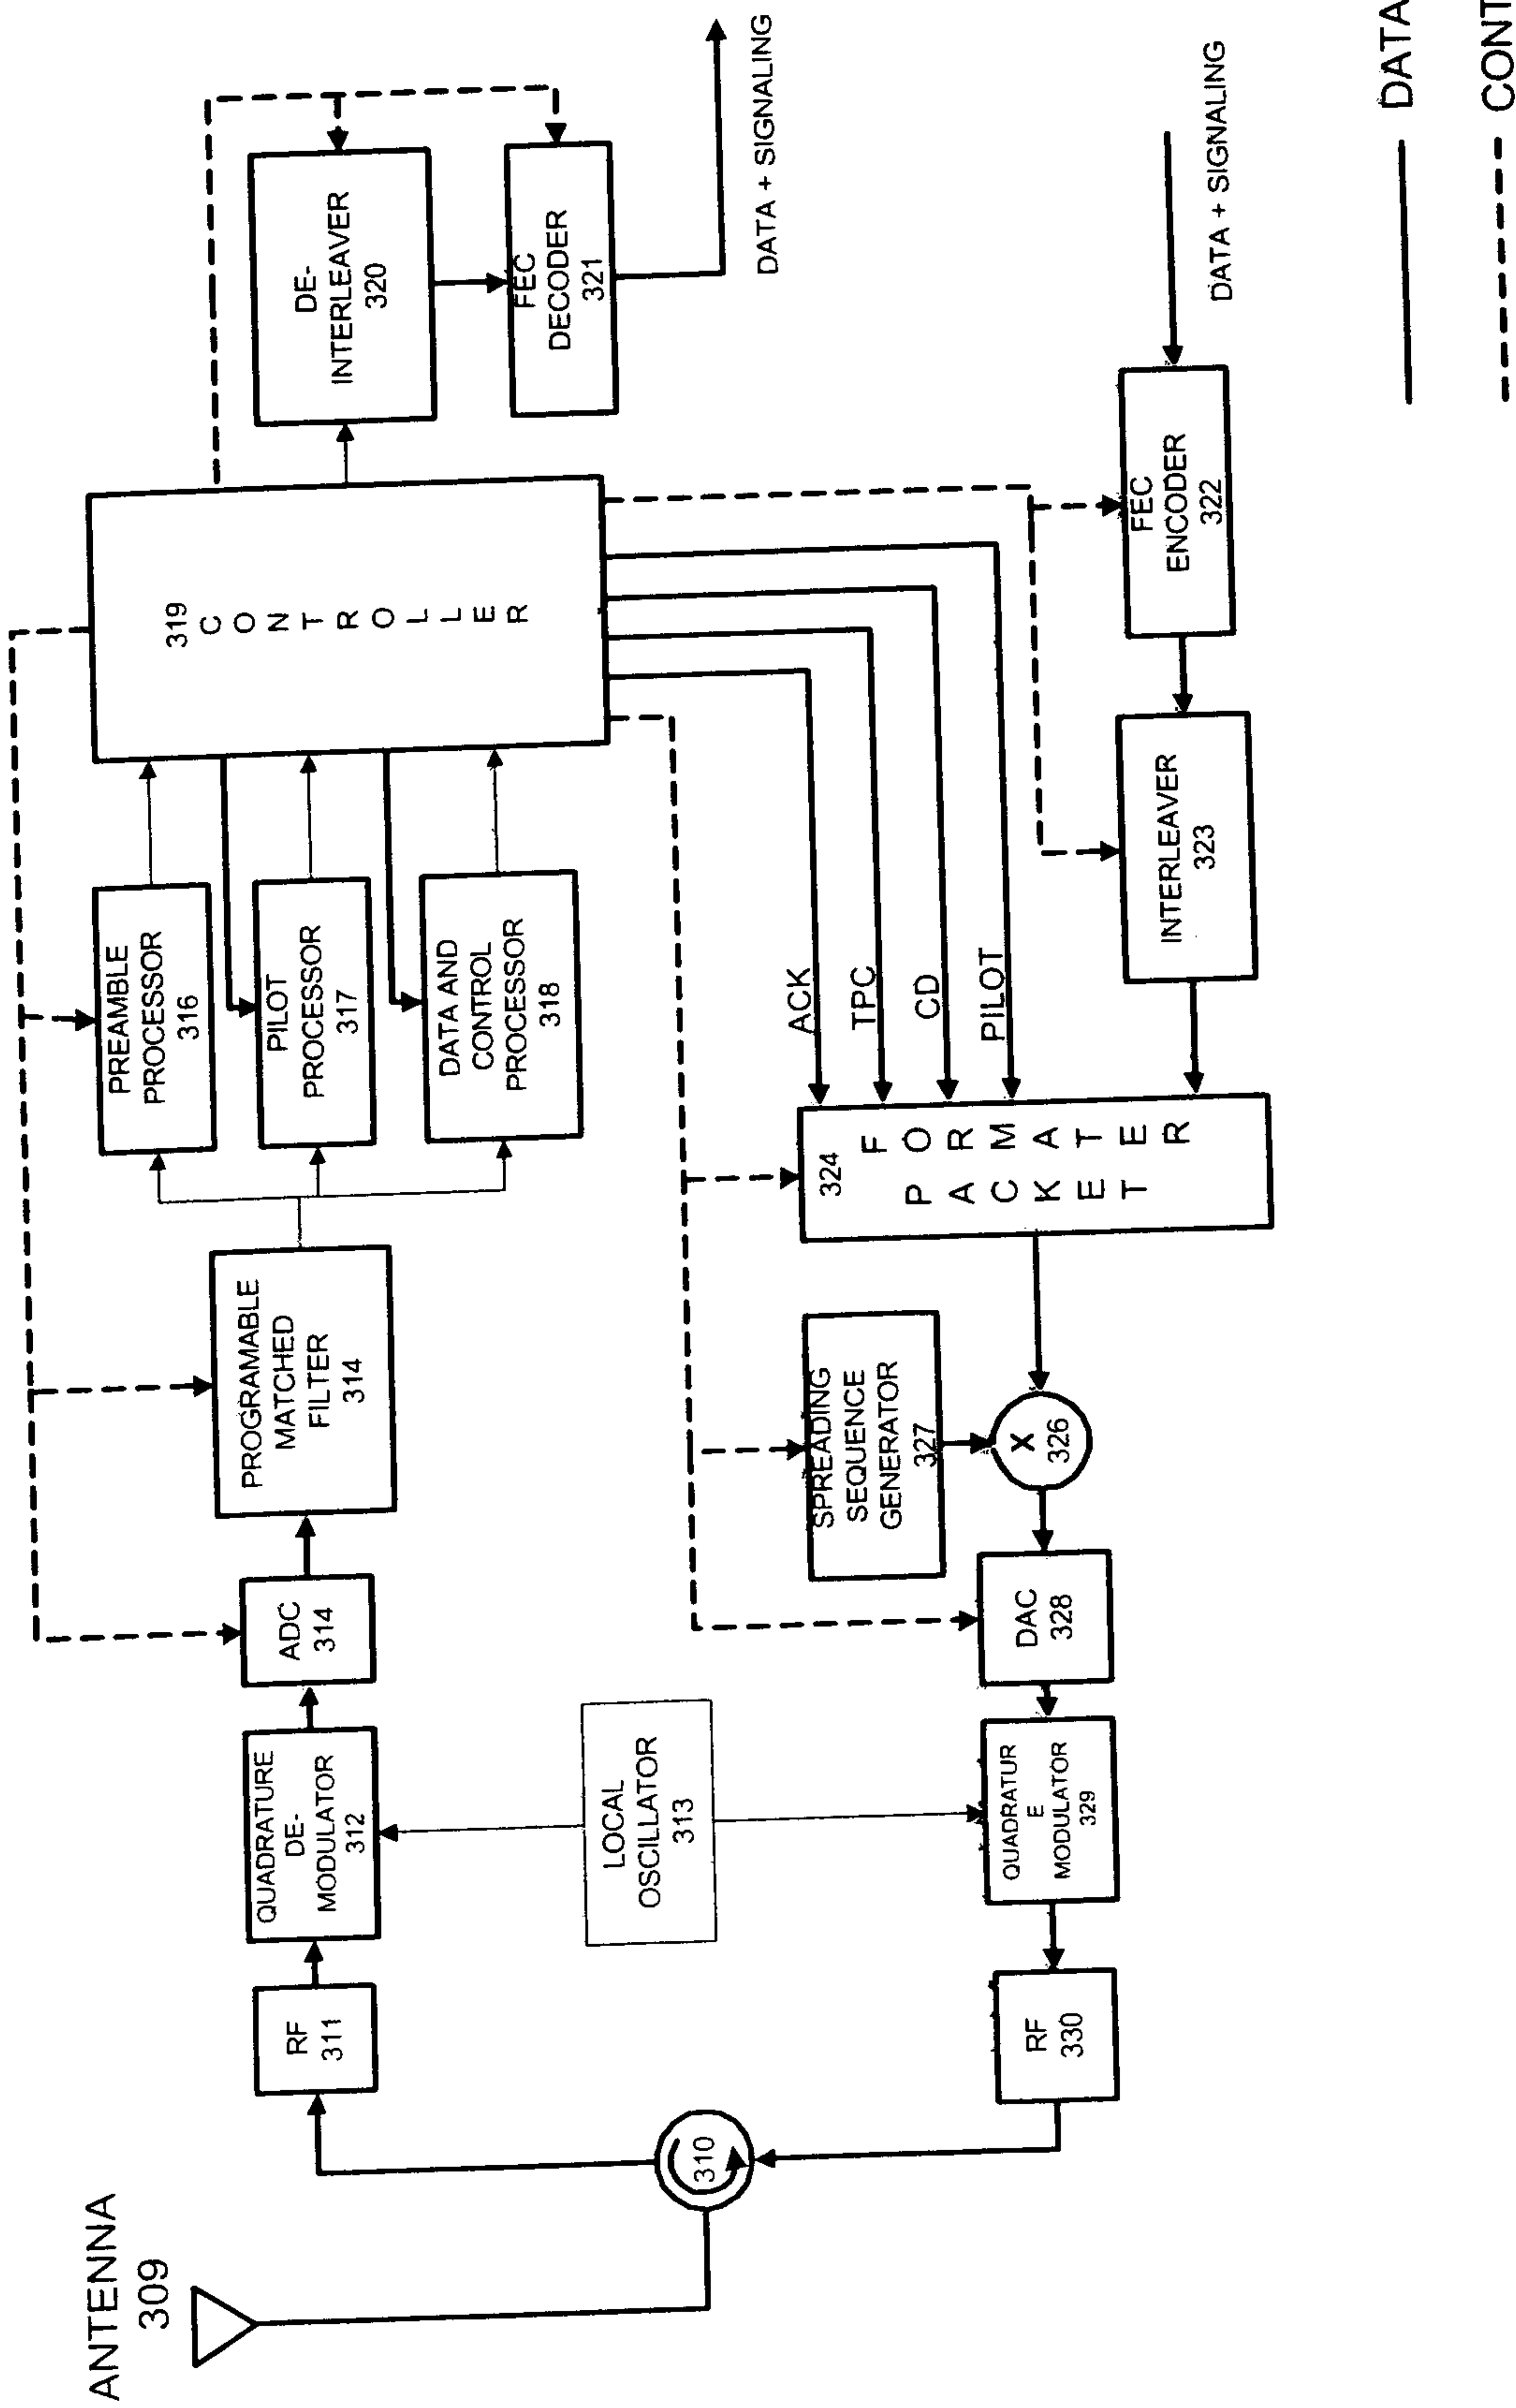 ANTENNA
309
310
RF
311
QUADRATURE
DE-
MODULATOR
312
ADC
314
PROGRAMABLE
MATCHED
FILTER
314
PREAMBLE
PROCESSOR
316
PILOT
PROCESSOR
317
DATA AND
CONTROL
PROCESSOR
318
319
C
O
N
T
R
O
L
L
E
R
DE-
INTERLEAVER
320
FEC
DECODER
321
DATA + SIGNALING
LOCAL
OSCILLATOR
313
ACK
TPC
CD
PILOT
RF
330
QUADRATUR
E
MODULATOR
329
DAC
328
X
326
SPREADING
SEQUENCE
GENERATOR
327
324
F
P O
A R
C M
K A
E T
T E
R
INTERLEAVER
323
FEC
ENCODER
322
DATA + SIGNALING
DATA
CONT